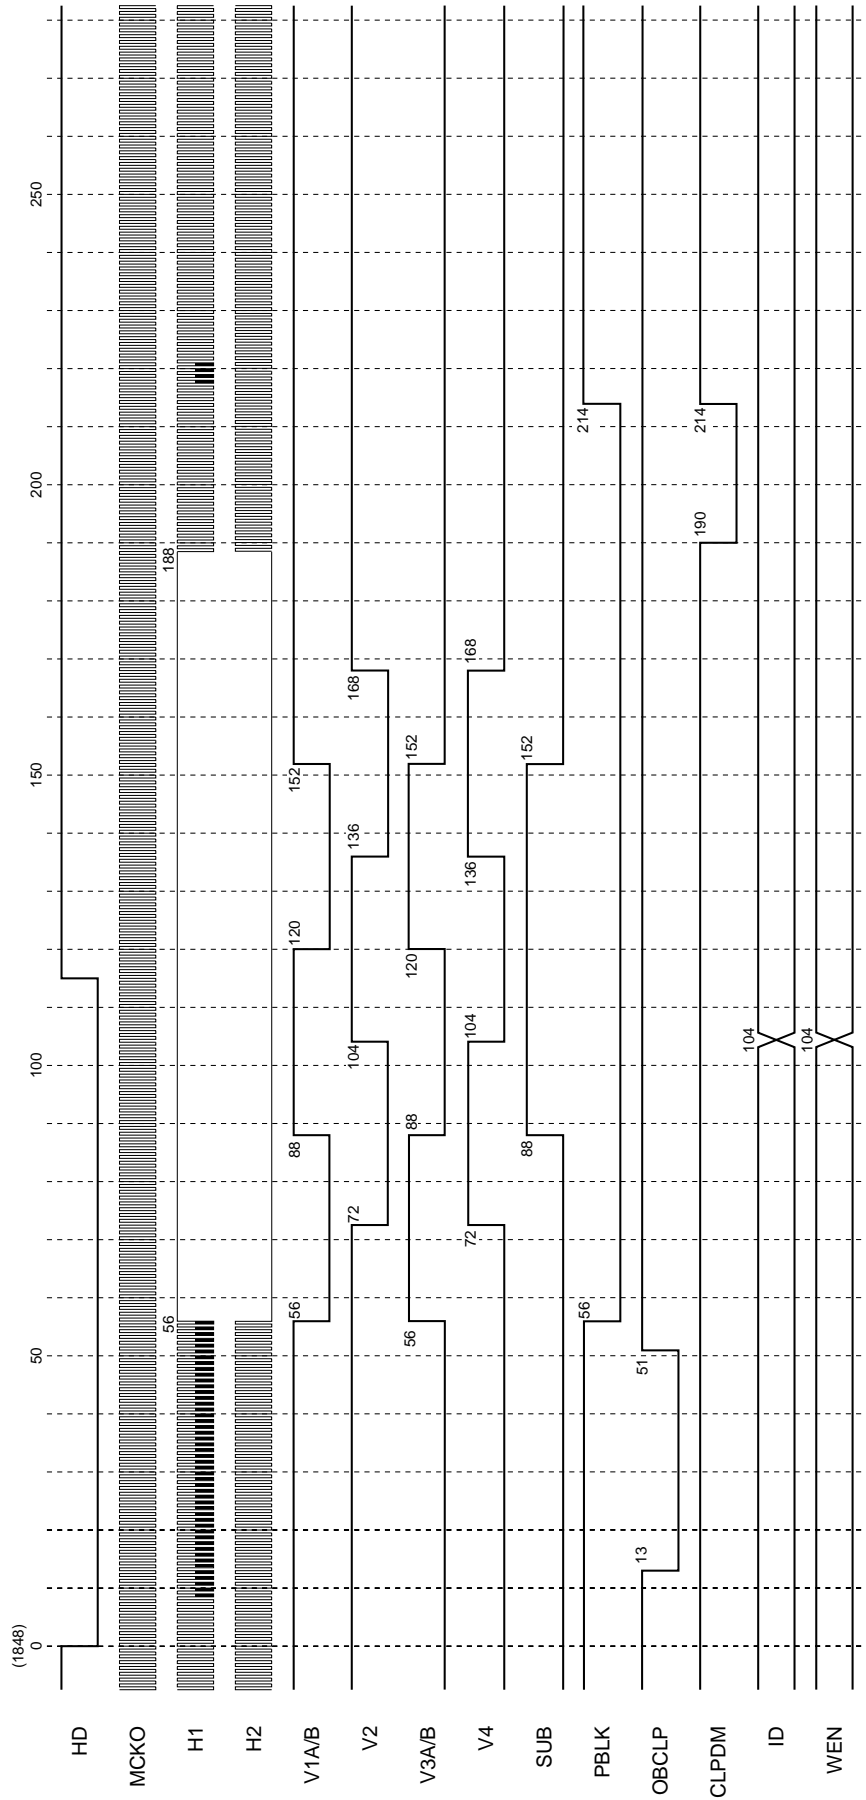 (1848)
0
50
100
150
200
250
HD
MCKO
H1
56
188
H2
V1A/B
56
88
120
152
V2
72
104
136
168
V3A/B
56
88
120
152
V4
72
104
136
168
SUB
88
152
PBLK
56
214
OBCLP
13
51
CLPDM
190
214
ID
104
WEN
104